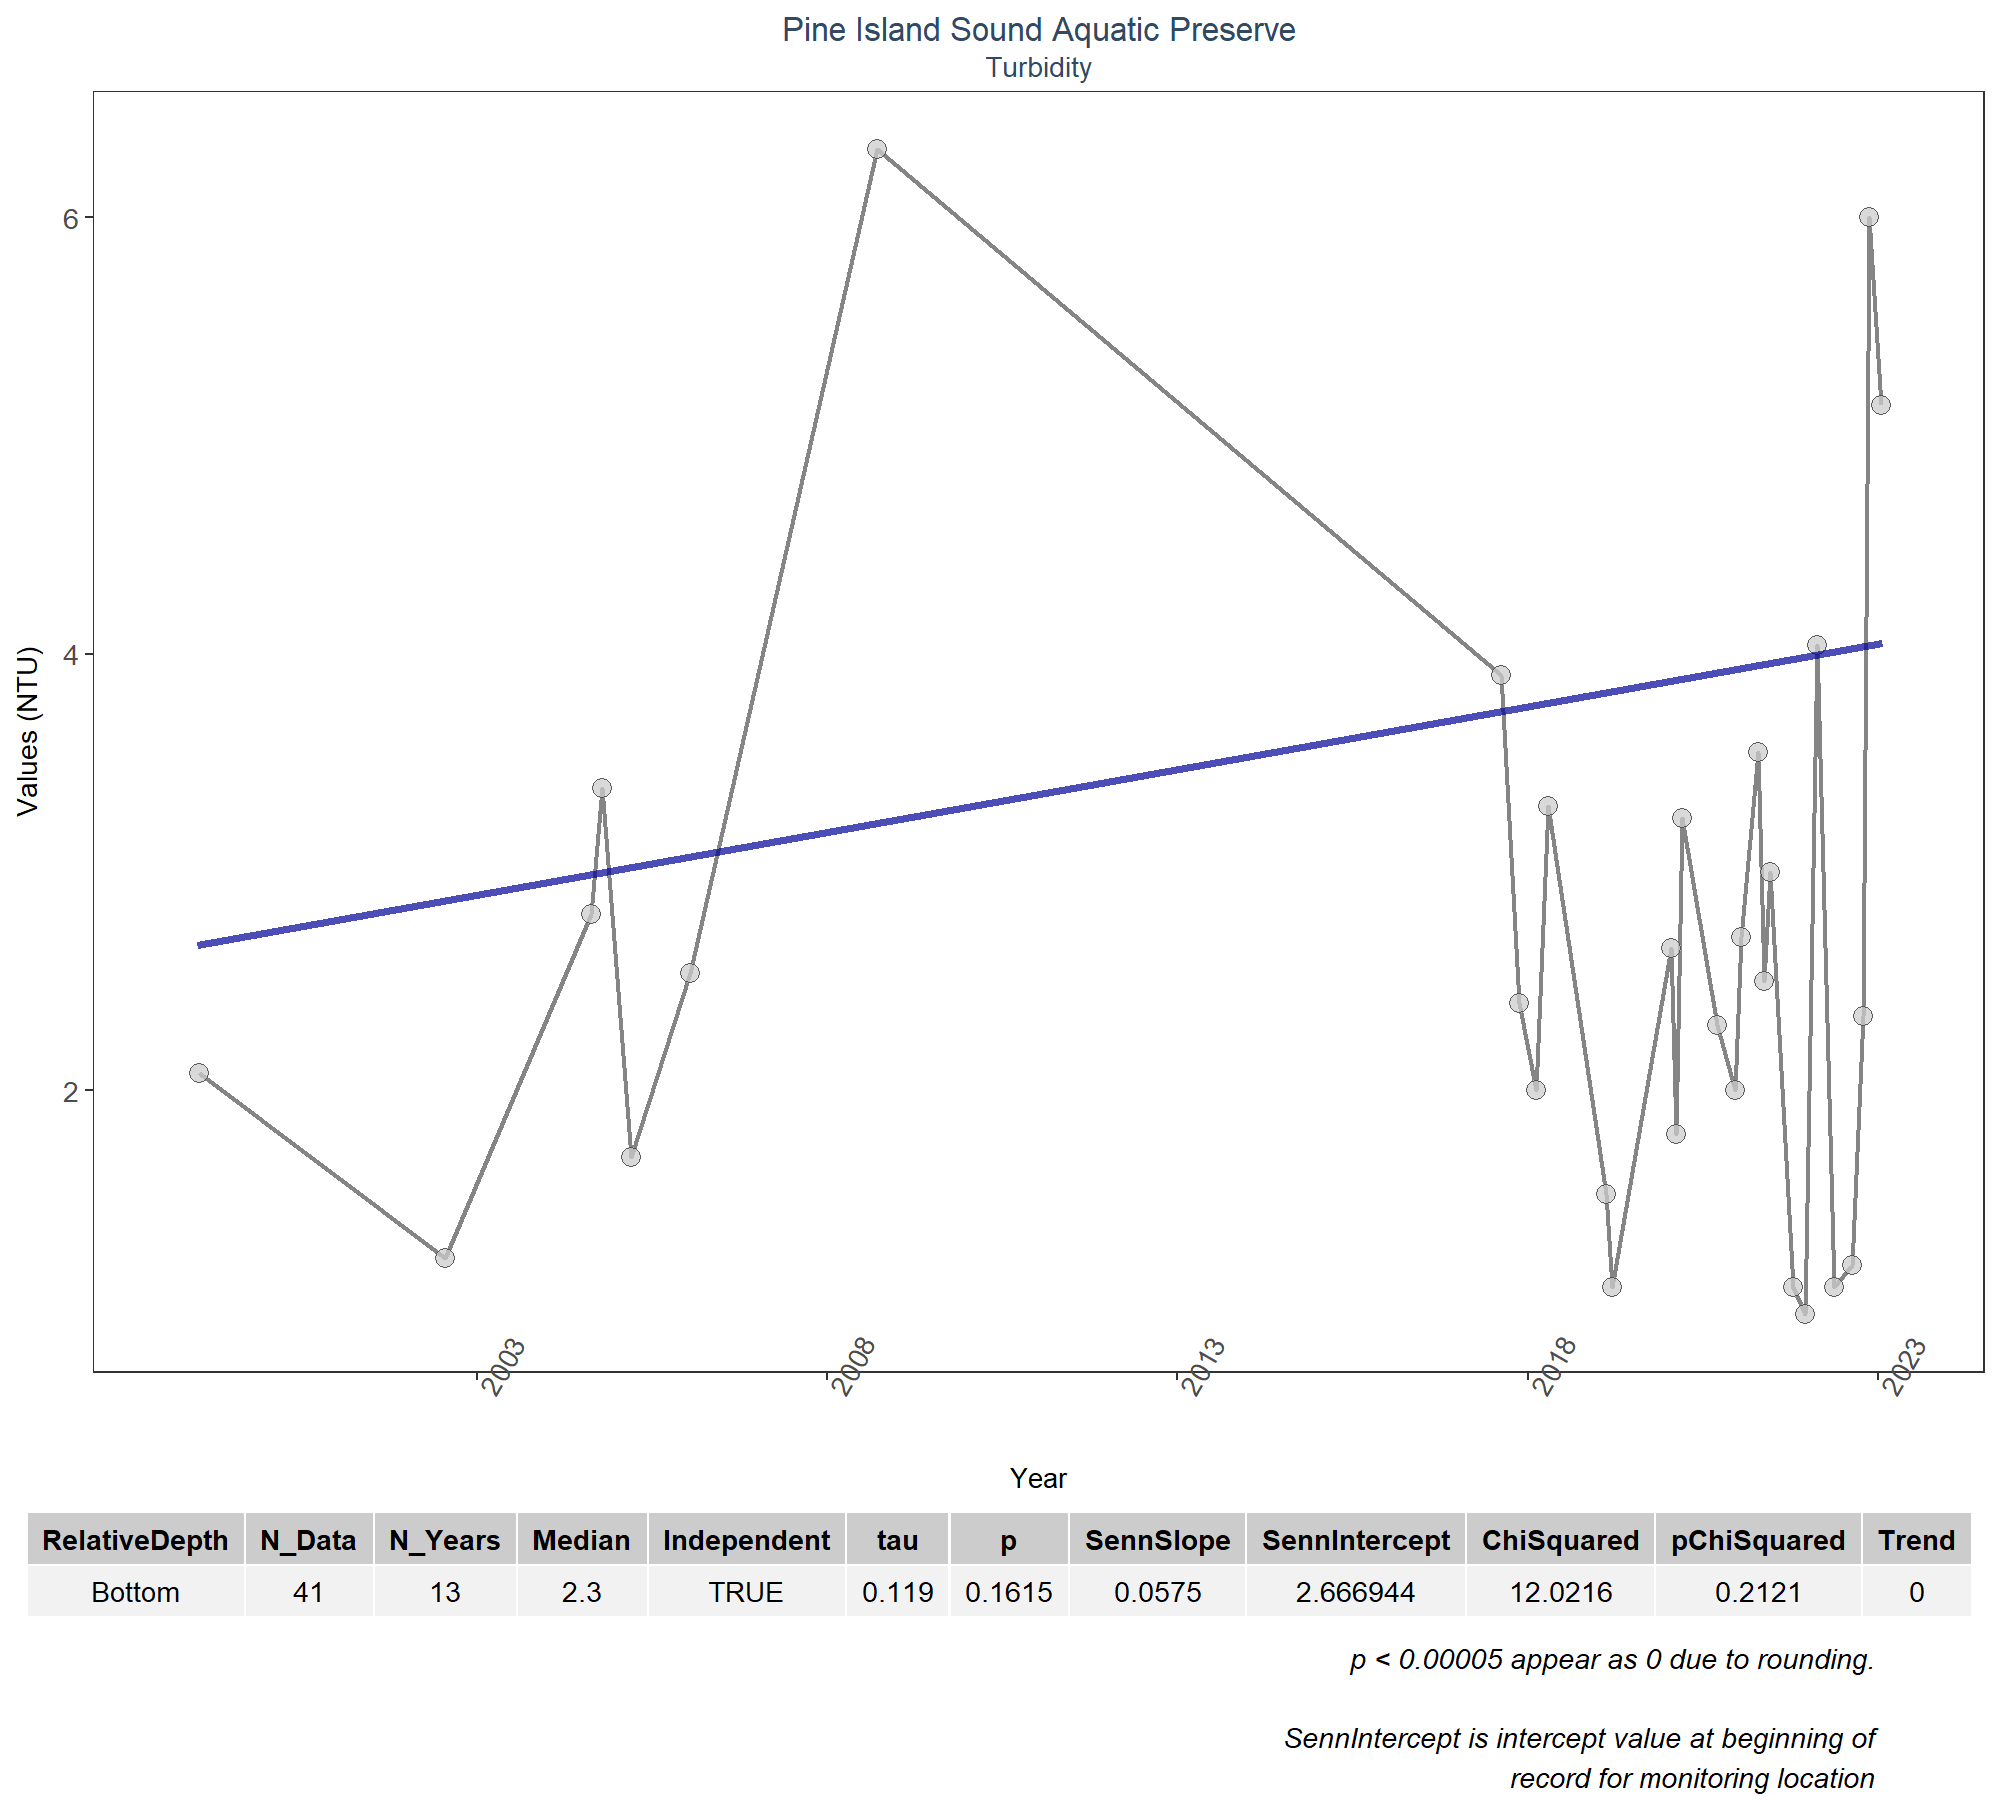 Pine Island Sound Aquatic Preserve
Turbidity
6
4
2
Values (NTU)
2003 2008 2013 2018 2023
Year
RelativeDepth N_Data N_Years Median Independent tau p SennSlope SennIntercept ChiSquared pChiSquared Trend
Bottom 41 13 2.3 TRUE 0.119 0.1615 0.0575 2.666944 12.0216 0.2121 0
p < 0.00005 appear as 0 due to rounding.
SennIntercept is intercept value at beginning of
record for monitoring location